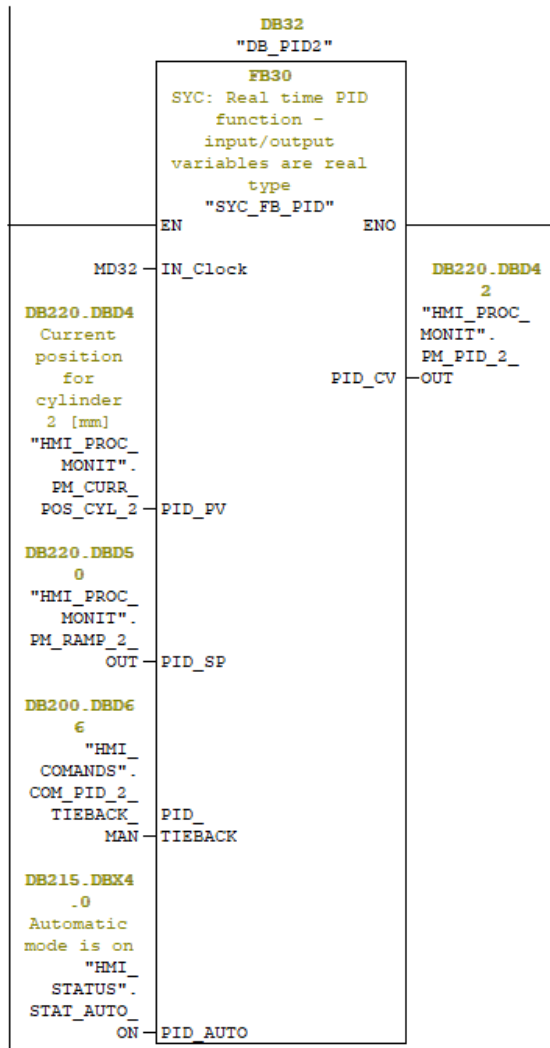 DB32
"DB_PID2"
FB30
SYC: Real time PID
function -
input/output
variables are real
type
"SYC_FB_PID"
EN
ENO
MD32
IN_Clock
DB220.DBD4
2
"HMI_PROC_
MONIT".
PM_PID_2_
OUT
PID_CV
DB220.DBD4
Current
position
for
cylinder
2 [mm]
"HMI_PROC_
MONIT".
PM_CURR_
POS_CYL_2
PID_PV
DB220.DBD5
0
"HMI_PROC_
MONIT".
PM_RAMP_2_
OUT
PID_SP
DB200.DBD6
6
"HMI_
COMANDS".
COM_PID_2_
TIEBACK_
MAN
PID_
TIEBACK
DB215.DBX4
.0
Automatic
mode is on
"HMI_
STATUS".
STAT_AUTO_
ON
PID_AUTO